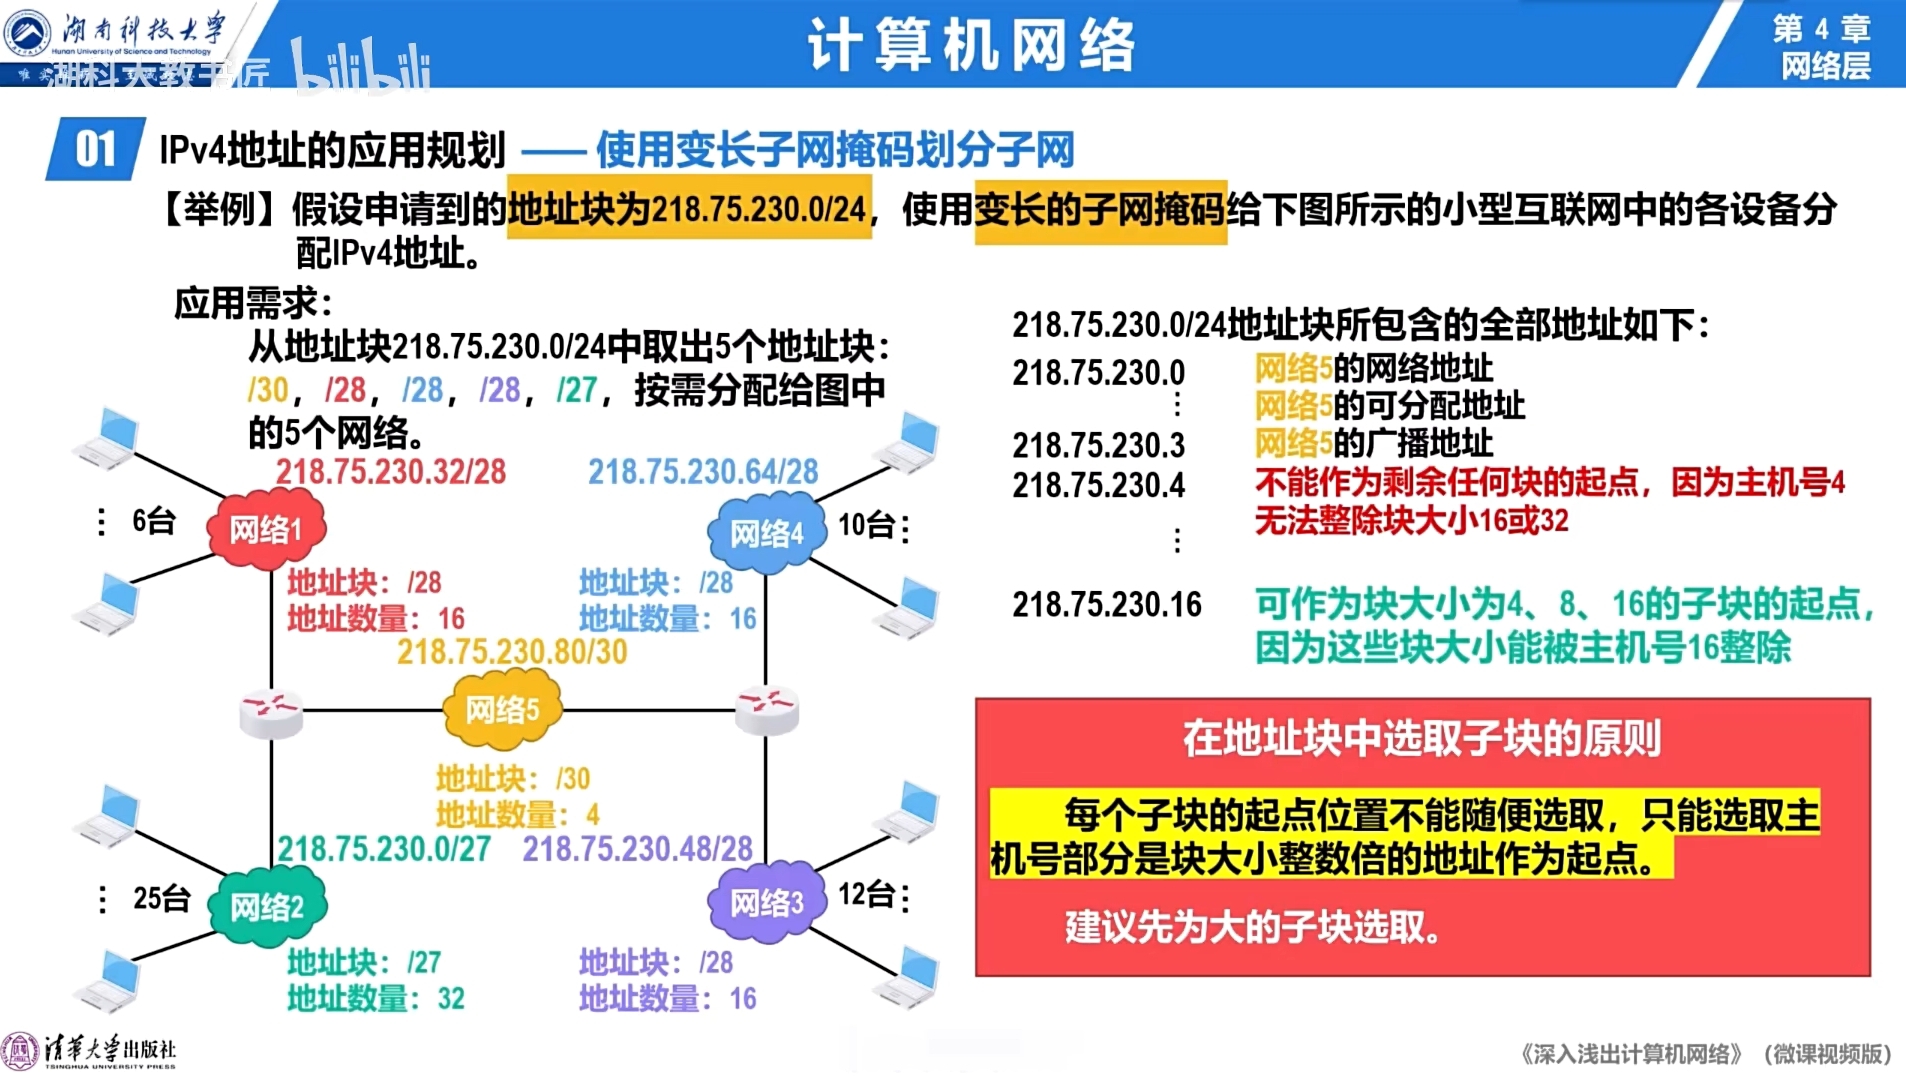 湖南科技大学
Hunan University of Science and Technology
湖科大教书匠 bilibili
计算机网络
第 4 章
网络层
01
IPv4地址的应用规划 —— 使用变长子网掩码划分子网
【举例】假设申请到的地址块为218.75.230.0/24，使用变长的子网掩码给下图所示的小型互联网中的各设备分
配IPv4地址。
应用需求：
从地址块218.75.230.0/24中取出5个地址块：
/30，/28，/28，/28，/27，按需分配给图中
的5个网络。
218.75.230.32/28
218.75.230.64/28
⋮ 6台
网络1
网络4
10台⋮
地址块：/28
地址数量：16
地址块：/28
地址数量：16
218.75.230.80/30
网络5
地址块：/30
地址数量：4
218.75.230.0/27
218.75.230.48/28
⋮ 25台
网络2
网络3
12台⋮
地址块：/27
地址数量：32
地址块：/28
地址数量：16
218.75.230.0/24地址块所包含的全部地址如下：
218.75.230.0 网络5的网络地址
⋮ 网络5的可分配地址
218.75.230.3 网络5的广播地址
218.75.230.4 不能作为剩余任何块的起点，因为主机号4
无法整除块大小16或32
⋮
218.75.230.16 可作为块大小为4、8、16的子块的起点，
因为这些块大小能被主机号16整除
在地址块中选取子块的原则
每个子块的起点位置不能随便选取，只能选取主
机号部分是块大小整数倍的地址作为起点。
建议先为大的子块选取。
清华大学出版社
TSINGHUA UNIVERSITY PRESS
《深入浅出计算机网络》（微课视频版）